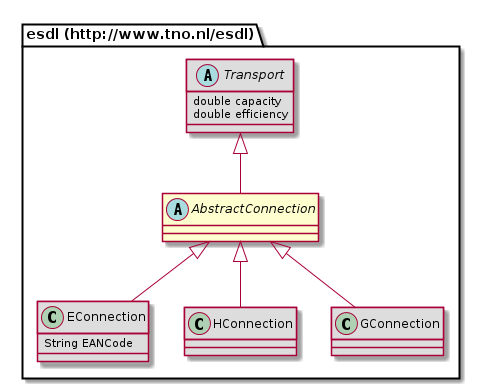 esdl (http://www.tno.nl/esdl)
A Transport
double capacity
double efficiency
A AbstractConnection
C EConnection
String EANCode
C HConnection
C GConnection